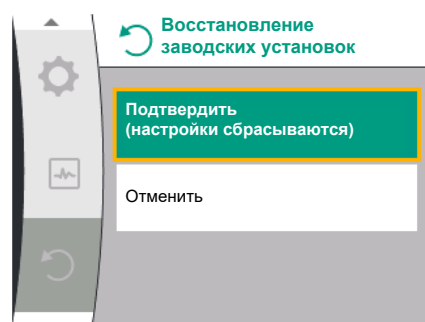 Восстановление
заводских установок
Подтвердить
(настройки сбрасываются)
Отменить